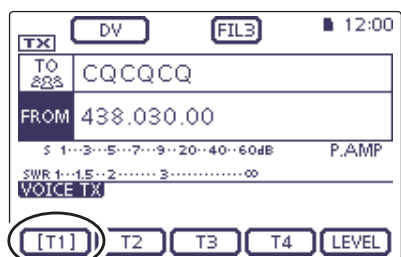 TX DV FIL3 12:00
TO CQCQCQ
FROM 438.030.00
S 1···3···5···7···9··20··40··60dB P.AMP
SWR 1···1.5··2·······3·············∞
VOICE TX
[T1] T2 T3 T4 LEVEL